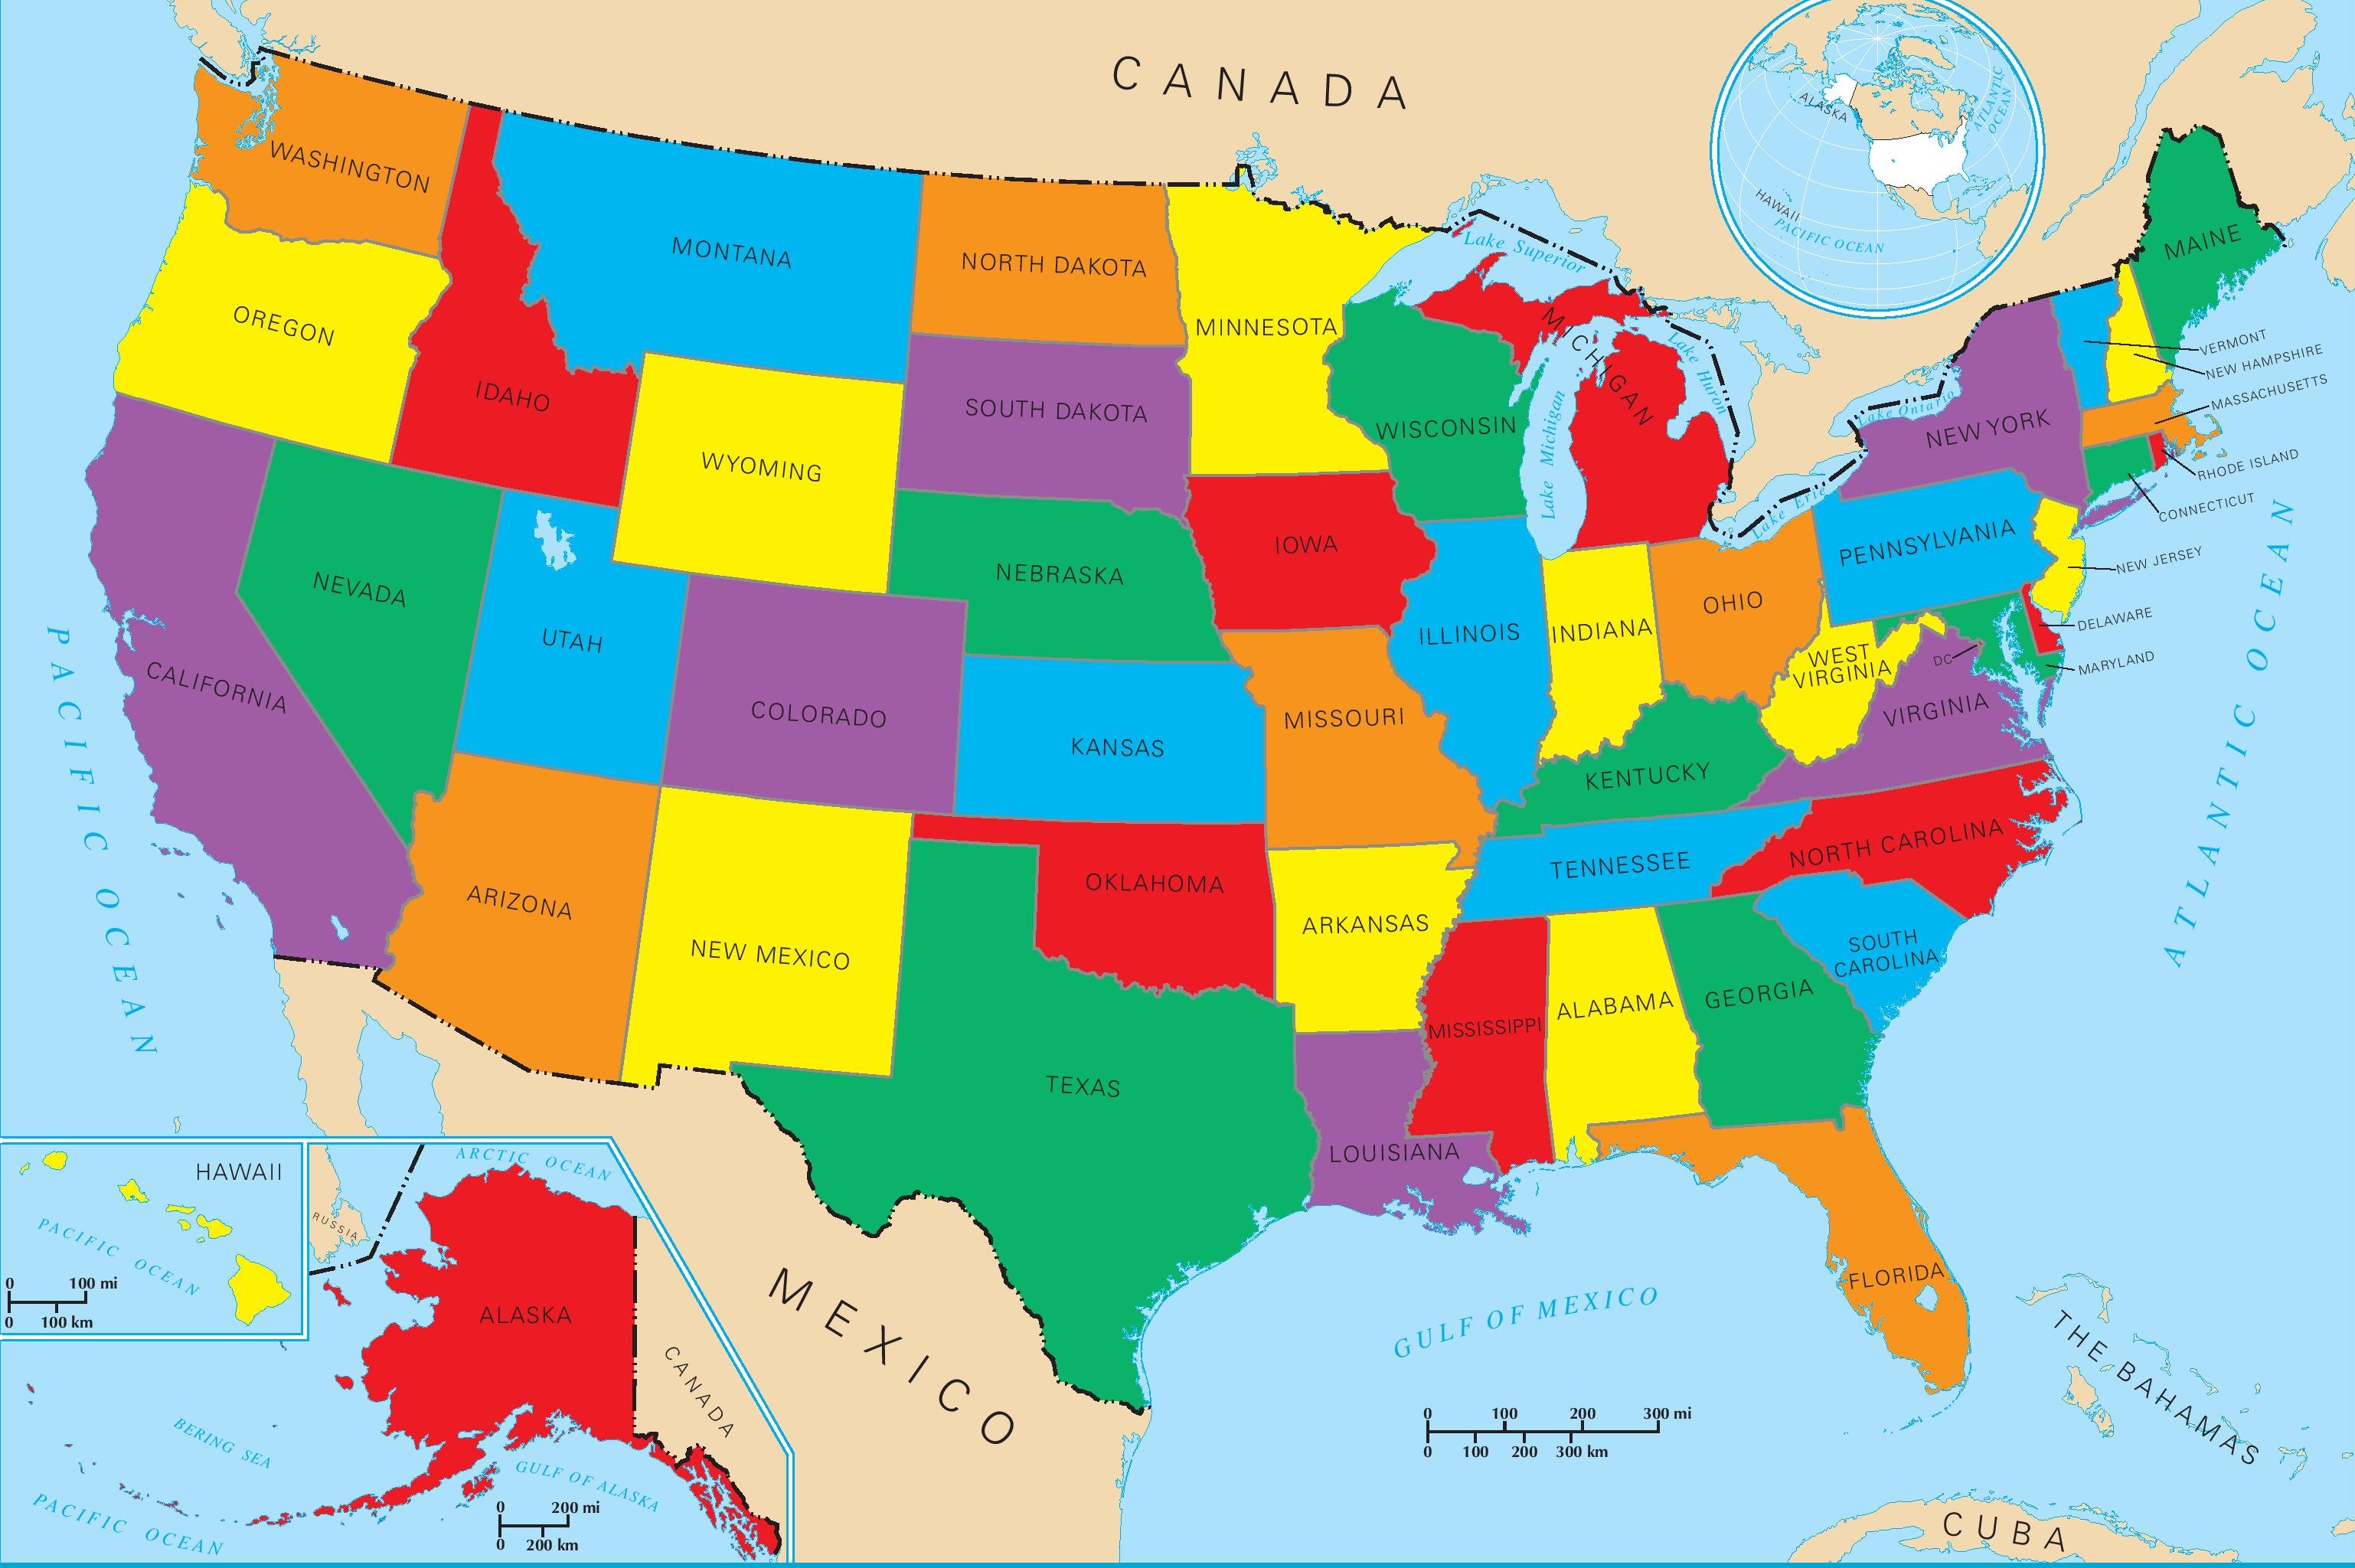 CANADA
ALASKA
ATLANTIC
OCEAN
HAWAII
PACIFIC OCEAN
WASHINGTON
MONTANA
NORTH DAKOTA
MINNESOTA
Lake Superior
MICHIGAN
Lake Huron
Lake Michigan
Lake Ontario
Lake Erie
MAINE
VERMONT
NEW HAMPSHIRE
MASSACHUSETTS
RHODE ISLAND
CONNECTICUT
NEW YORK
OREGON
IDAHO
SOUTH DAKOTA
WISCONSIN
WYOMING
IOWA
NEBRASKA
PENNSYLVANIA
NEW JERSEY
DELAWARE
MARYLAND
DC
NEVADA
UTAH
ILLINOIS
INDIANA
OHIO
WEST
VIRGINIA
VIRGINIA
CALIFORNIA
COLORADO
KANSAS
MISSOURI
KENTUCKY
PACIFIC OCEAN
ATLANTIC OCEAN
ARIZONA
NEW MEXICO
OKLAHOMA
ARKANSAS
TENNESSEE
NORTH CAROLINA
SOUTH
CAROLINA
TEXAS
LOUISIANA
MISSISSIPPI
ALABAMA
GEORGIA
FLORIDA
HAWAII
PACIFIC OCEAN
0 100 mi
0 100 km
ARCTIC OCEAN
RUSSIA
ALASKA
CANADA
BERING SEA
GULF OF ALASKA
PACIFIC OCEAN
0 200 mi
0 200 km
MEXICO
GULF OF MEXICO
0 100 200 300 mi
0 100 200 300 km
THE BAHAMAS
CUBA